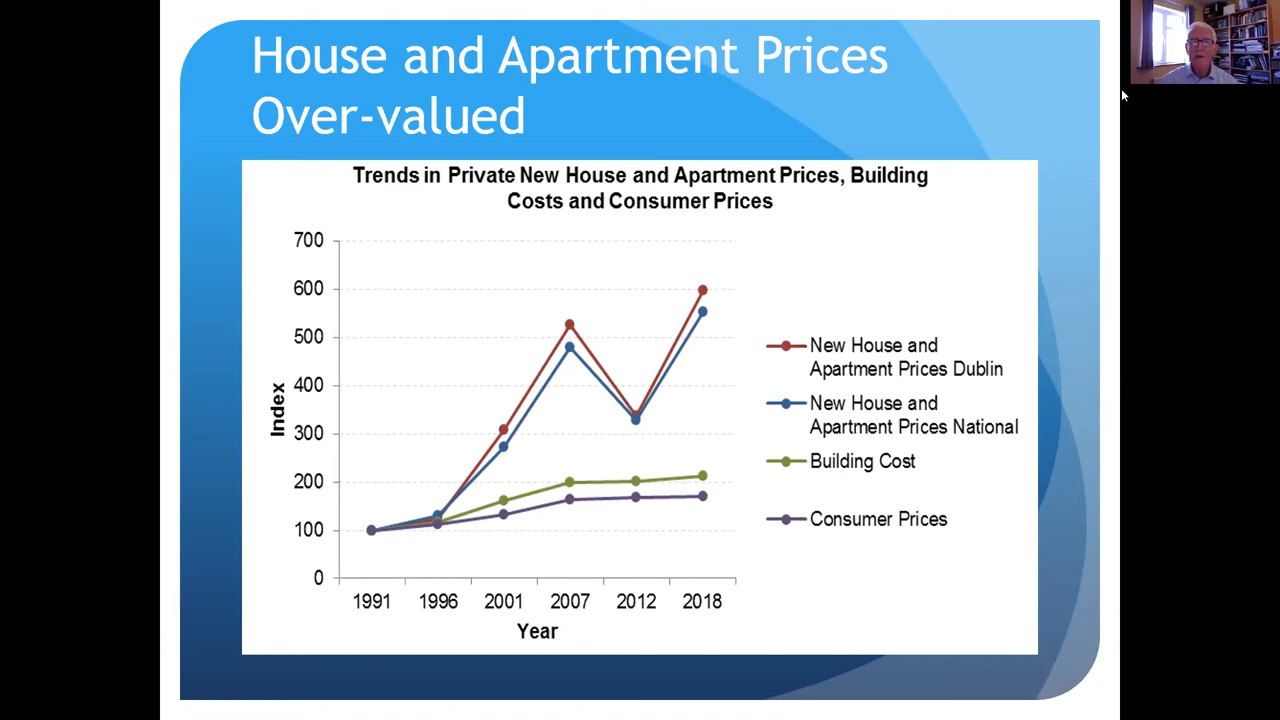 House and Apartment Prices
Over-valued
Trends in Private New House and Apartment Prices, Building
Costs and Consumer Prices
700
600
500
400
300
200
100
0
Index
1991 1996 2001 2007 2012 2018
Year
New House and
Apartment Prices Dublin
New House and
Apartment Prices National
Building Cost
Consumer Prices